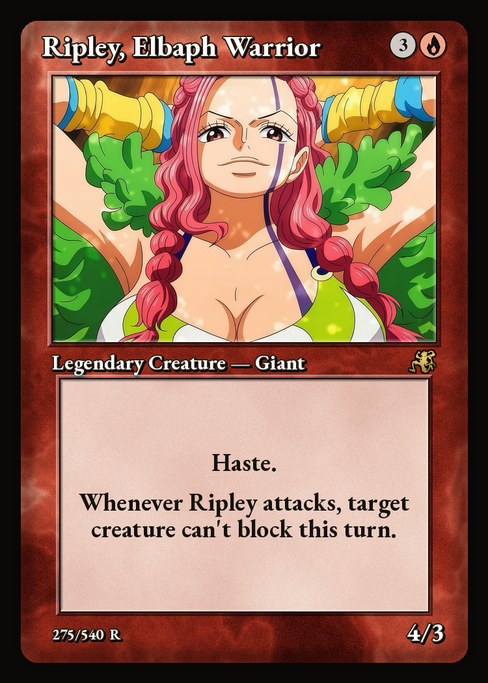 Ripley, Elbaph Warrior 3
Legendary Creature — Giant
Haste.
Whenever Ripley attacks, target
creature can't block this turn.
275/540 R 4/3